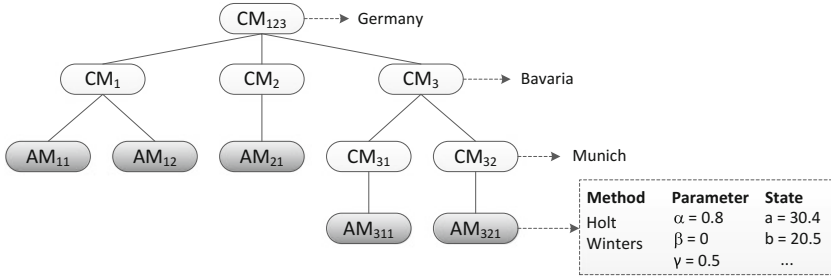 CM123 Germany
CM1 CM2 CM3 Bavaria
AM11 AM12 AM21 CM31 CM32 Munich
AM311 AM321
Method Parameter State
Holt α = 0.8 a = 30.4
Winters β = 0 b = 20.5
γ = 0.5 ...